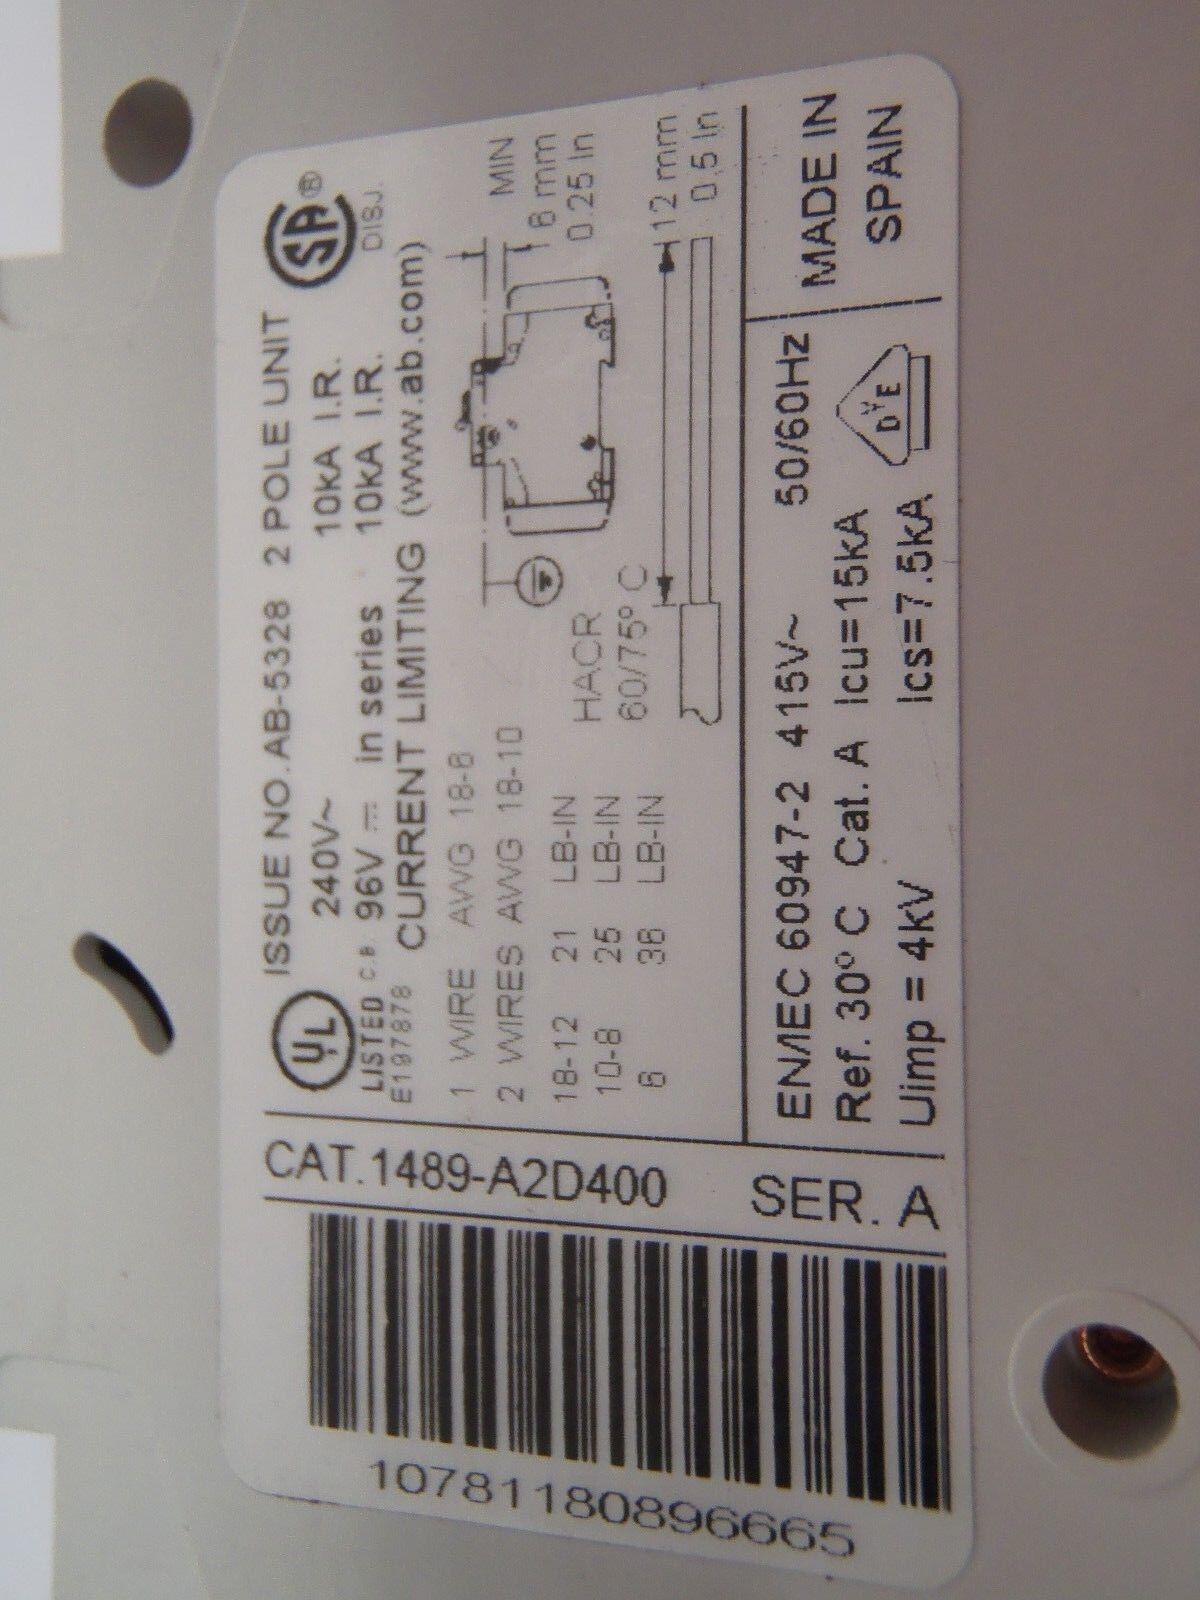 10781180896665
CAT.1489-A2D400
SER. A
UL
LISTED C.B.
E197878
ISSUE NO.AB-5328 2 POLE UNIT
240V~ 10kA I.R.
96V ⎓ in series 10kA I.R.
CURRENT LIMITING (www.ab.com)
SA®
DISJ.
1 WIRE AWG 18-6
2 WIRES AWG 18-10
18-12 21 LB-IN
10-8 25 LB-IN
6 36 LB-IN
HACR
60/75° C
MIN
6 mm
0.25 In
12 mm
0.5 In
EN/IEC 60947-2 415V~ 50/60Hz
Ref. 30° C Cat. A Icu=15kA
Uimp = 4kV Ics=7.5kA
DVE
MADE IN
SPAIN